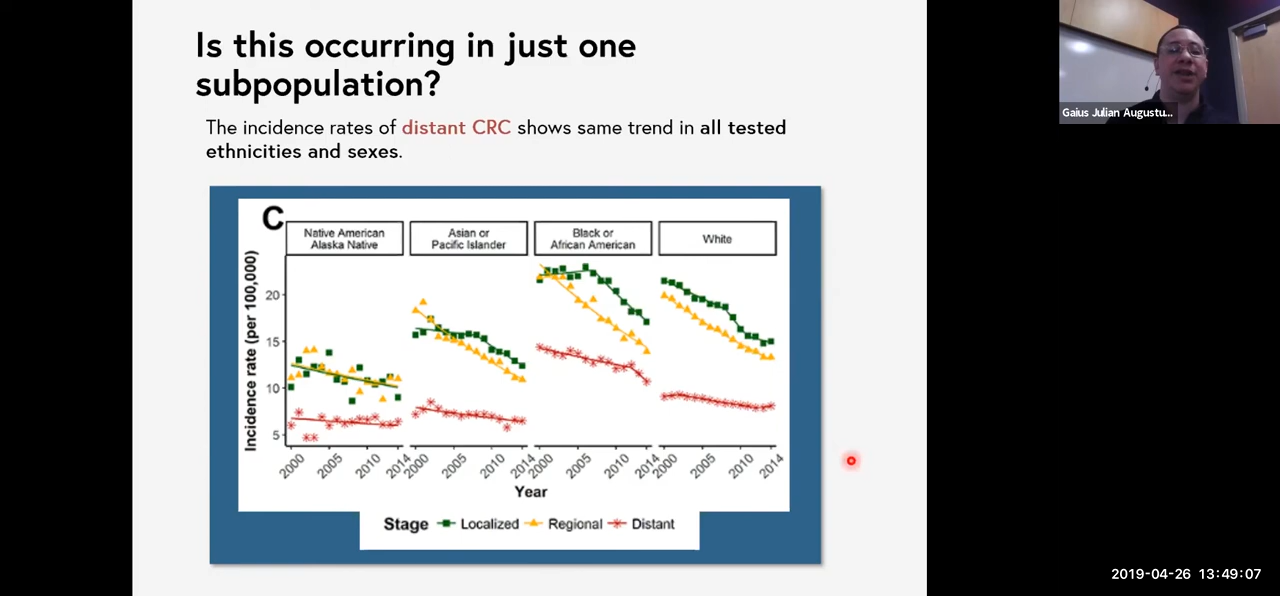 Is this occurring in just one
subpopulation?
The incidence rates of distant CRC shows same trend in all tested
ethnicities and sexes.
C
Native American
Alaska Native
Asian or
Pacific Islander
Black or
African American
White
Incidence rate (per 100,000)
20
15
10
5
2000
2005
2010
2014
2000
2005
2010
2014
2000
2005
2010
2014
2000
2005
2010
2014
Year
Stage Localized Regional Distant
Gaius Julian Augustu...
2019-04-26 13:49:07